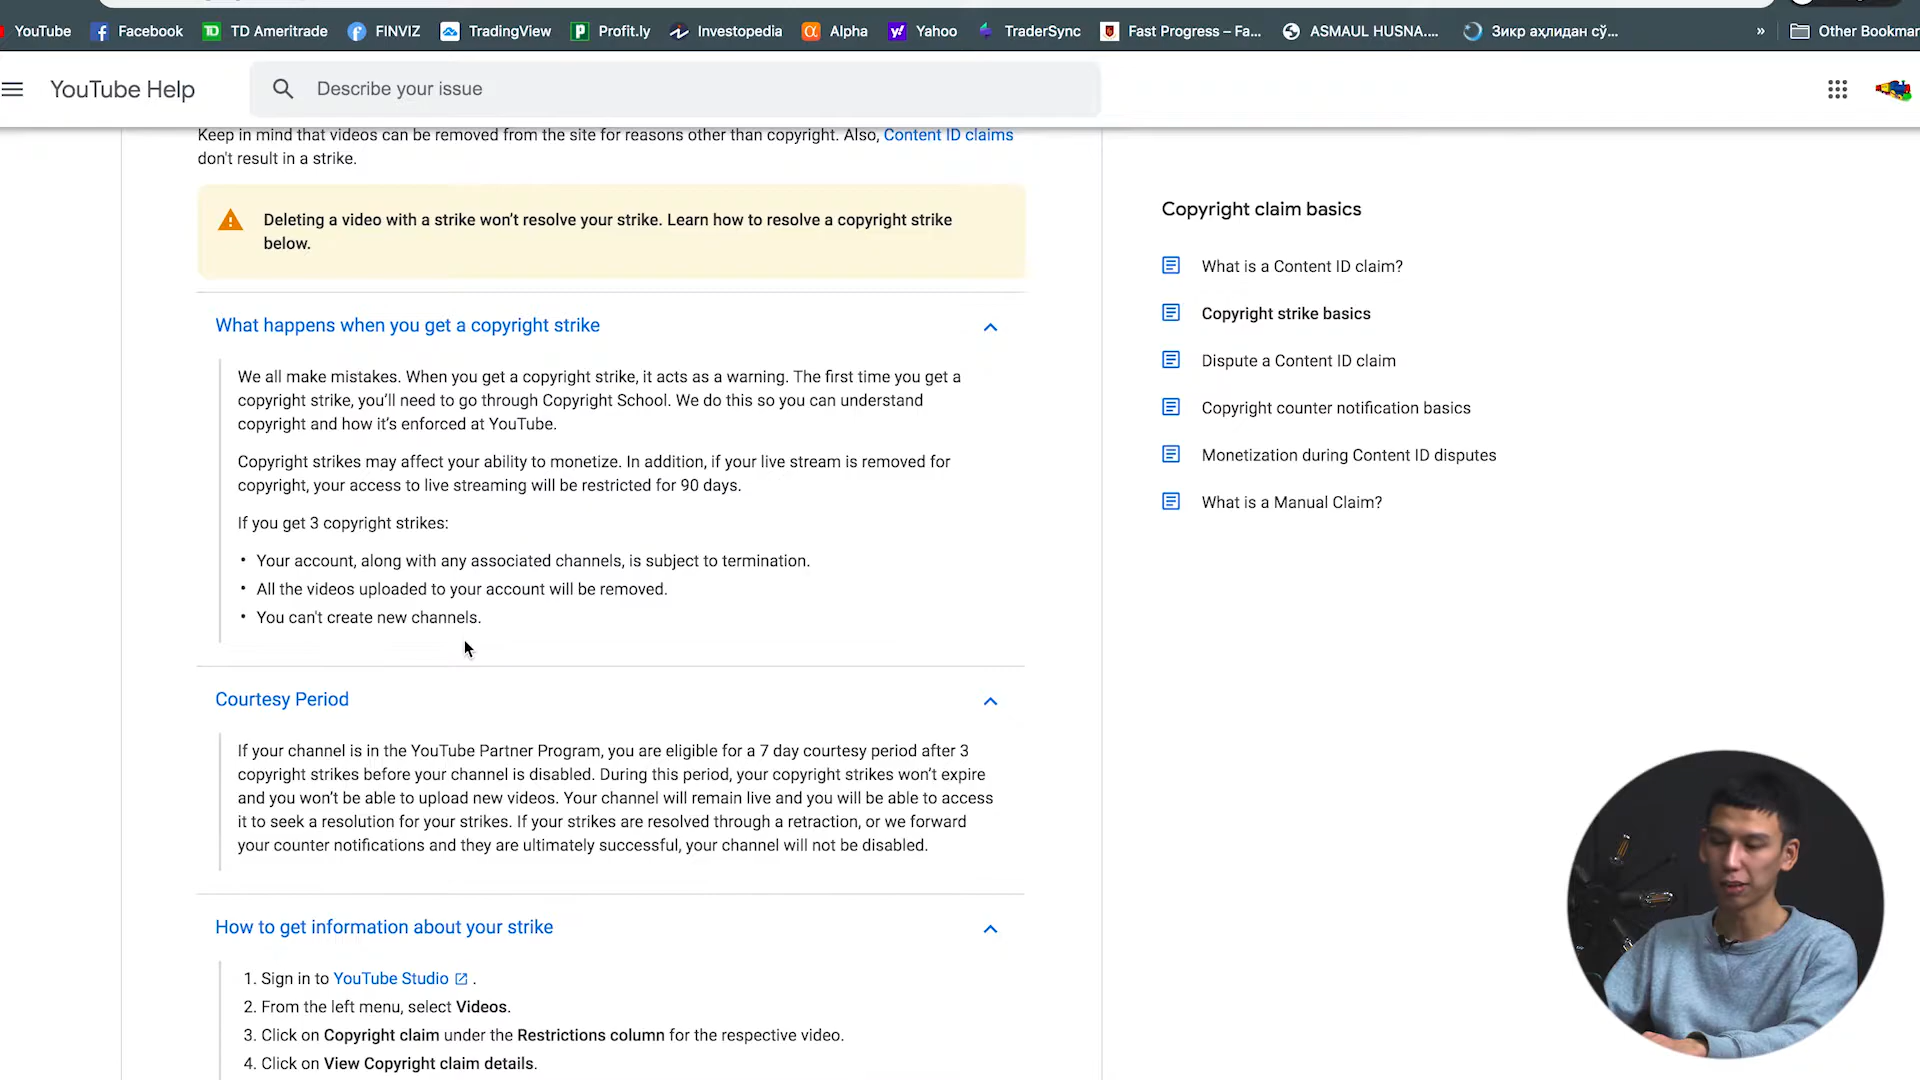 YouTube Facebook TD Ameritrade FINVIZ TradingView Profit.ly Investopedia Alpha Yahoo TraderSync Fast Progress – Fa... ASMAUL HUSNA.... Зикр аҳлидан сў... » Other Bookmar
YouTube Help Describe your issue
Keep in mind that videos can be removed from the site for reasons other than copyright. Also, Content ID claims
don't result in a strike.
Deleting a video with a strike won’t resolve your strike. Learn how to resolve a copyright strike
below.
What happens when you get a copyright strike
We all make mistakes. When you get a copyright strike, it acts as a warning. The first time you get a
copyright strike, you’ll need to go through Copyright School. We do this so you can understand
copyright and how it’s enforced at YouTube.
Copyright strikes may affect your ability to monetize. In addition, if your live stream is removed for
copyright, your access to live streaming will be restricted for 90 days.
If you get 3 copyright strikes:
• Your account, along with any associated channels, is subject to termination.
• All the videos uploaded to your account will be removed.
• You can't create new channels.
Courtesy Period
If your channel is in the YouTube Partner Program, you are eligible for a 7 day courtesy period after 3
copyright strikes before your channel is disabled. During this period, your copyright strikes won’t expire
and you won’t be able to upload new videos. Your channel will remain live and you will be able to access
it to seek a resolution for your strikes. If your strikes are resolved through a retraction, or we forward
your counter notifications and they are ultimately successful, your channel will not be disabled.
How to get information about your strike
1. Sign in to YouTube Studio .
2. From the left menu, select Videos.
3. Click on Copyright claim under the Restrictions column for the respective video.
4. Click on View Copyright claim details.
Copyright claim basics
What is a Content ID claim?
Copyright strike basics
Dispute a Content ID claim
Copyright counter notification basics
Monetization during Content ID disputes
What is a Manual Claim?